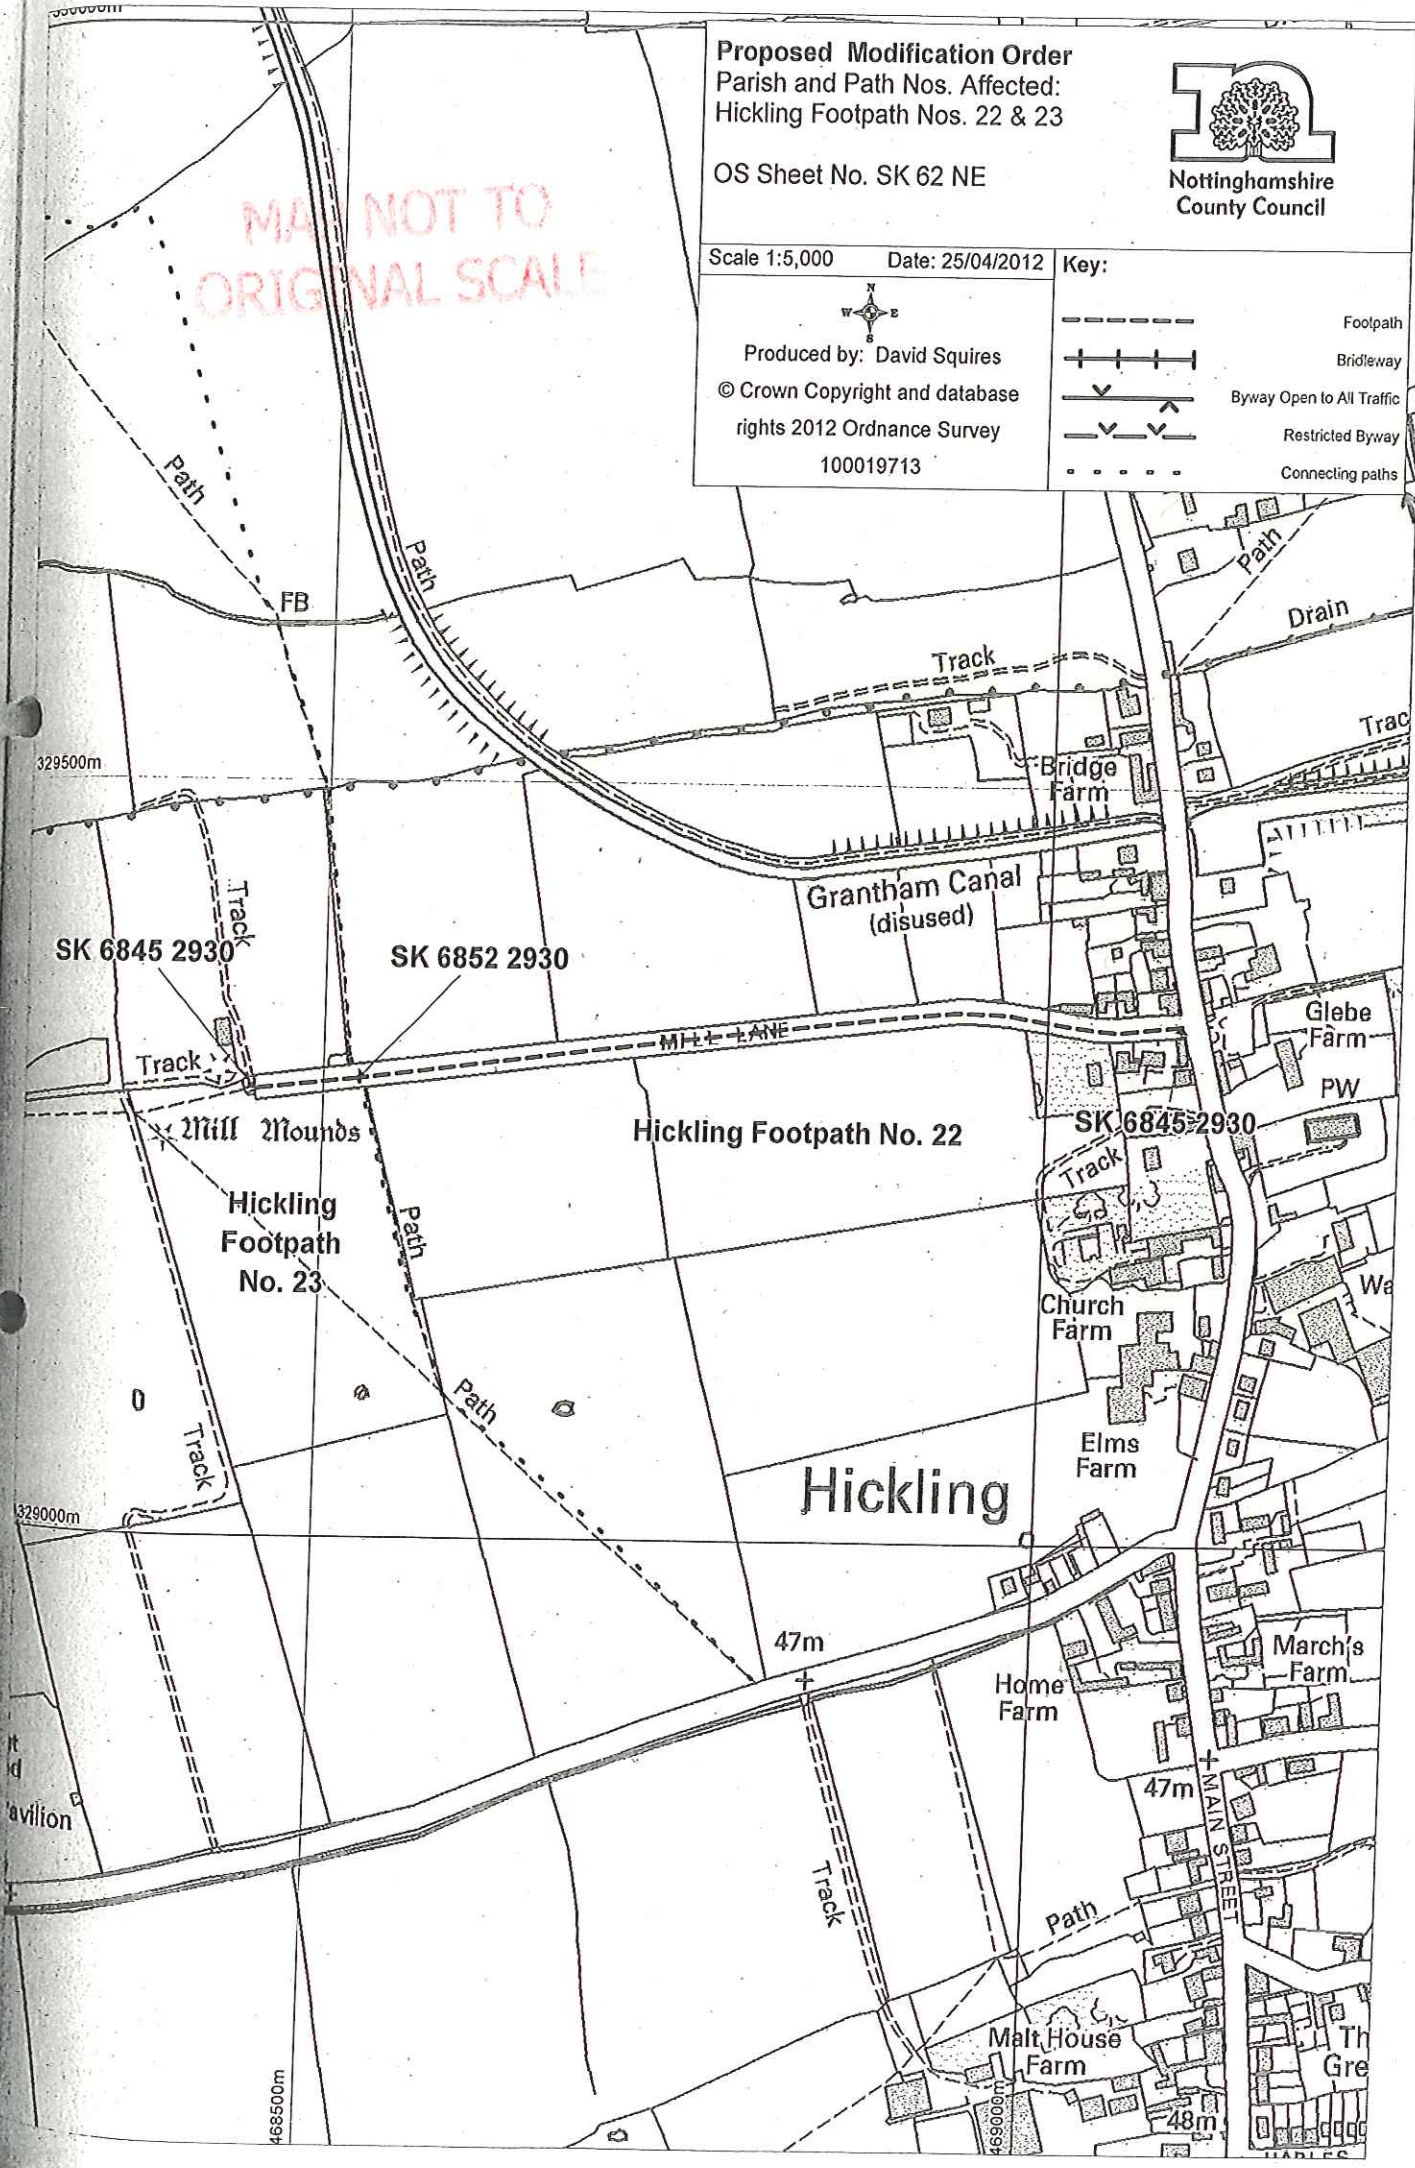 Proposed Modification Order
Parish and Path Nos. Affected:
Hickling Footpath Nos. 22 & 23
OS Sheet No. SK 62 NE
Nottinghamshire
County Council
Scale 1:5,000
Date: 25/04/2012
Key:
N
W
E
S
Produced by: David Squires
© Crown Copyright and database
rights 2012 Ordnance Survey
100019713
Footpath
Bridleway
Byway Open to All Traffic
Restricted Byway
Connecting paths
MAP NOT TO
ORIGINAL SCALE
Path
Path
Path
FB
Drain
Track
Trac
329500m
Bridge
Farm
Grantham Canal
(disused)
Track
SK 6845 2930
SK 6852 2930
Glebe
Farm
Track
MILL LANE
PW
Mill Mounds
Hickling Footpath No. 22
SK 6845 2930
Track
Hickling
Footpath
No. 23
Path
Church
Farm
We
Path
Elms
Farm
Track
Hickling
329000m
47m
March's
Farm
Home
Farm
47m
avilion
MAIN STREET
Track
Path
Malt House
Farm
Th
Gre
468500m
469000m
48m